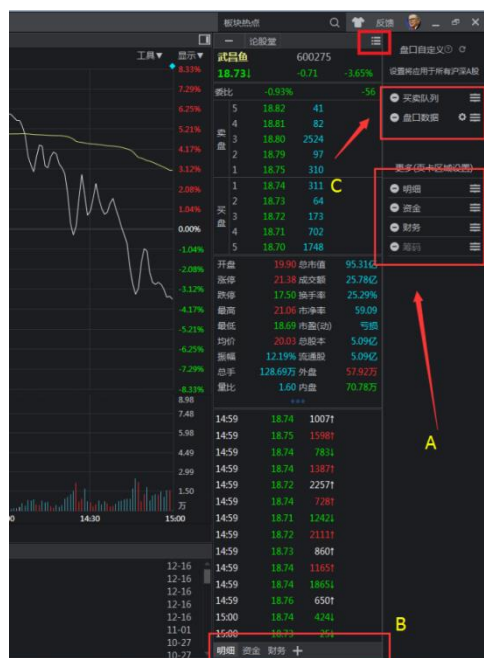 板块热点 反馈
论股堂
工具▼ 显示▼
武昌鱼 600275
18.73↓ -0.71 -3.65%
委比 -0.93% -56
卖盘
5 18.82 41
4 18.81 82
3 18.80 2524
2 18.79 97
1 18.75 310
买盘
1 18.74 311
2 18.73 64
3 18.72 173
4 18.71 702
5 18.70 1748
开盘 19.90 总市值 95.31亿
涨停 21.38 成交额 25.78亿
跌停 17.50 换手率 25.29%
最高 21.06 市净率 59.09
最低 18.69 市盈(动) 亏损
均价 20.03 总股本 5.09亿
振幅 12.19% 流通股 5.09亿
总手 128.69万 外盘 57.92万
量比 1.60 内盘 70.78万
14:59 18.74 1007↑
14:59 18.75 1598↑
14:59 18.74 783↓
14:59 18.74 1387↑
14:59 18.72 2257↑
14:59 18.74 728↑
14:59 18.71 1242↓
14:59 18.72 2111↑
14:59 18.73 860↑
14:59 18.74 1165↑
14:59 18.74 1865↓
14:59 18.76 650↑
15:00 18.74 424↓
15:00 18.73 25↓
明细 资金 财务 +
8.33%
7.29%
6.25%
5.21%
4.17%
3.12%
2.08%
1.04%
0.00%
-1.04%
-2.08%
-3.12%
-4.17%
-5.21%
-6.25%
-7.29%
-8.33%
8.98
7.48
5.98
4.49
2.99
1.50
万
14:30 15:00
12-16
12-16
12-16
12-16
12-16
11-01
10-27
10-27
盘口自定义
设置将应用于所有沪深A股
买卖队列
盘口数据
更多(页卡区域设置)
明细
资金
财务
筹码
C
A
B